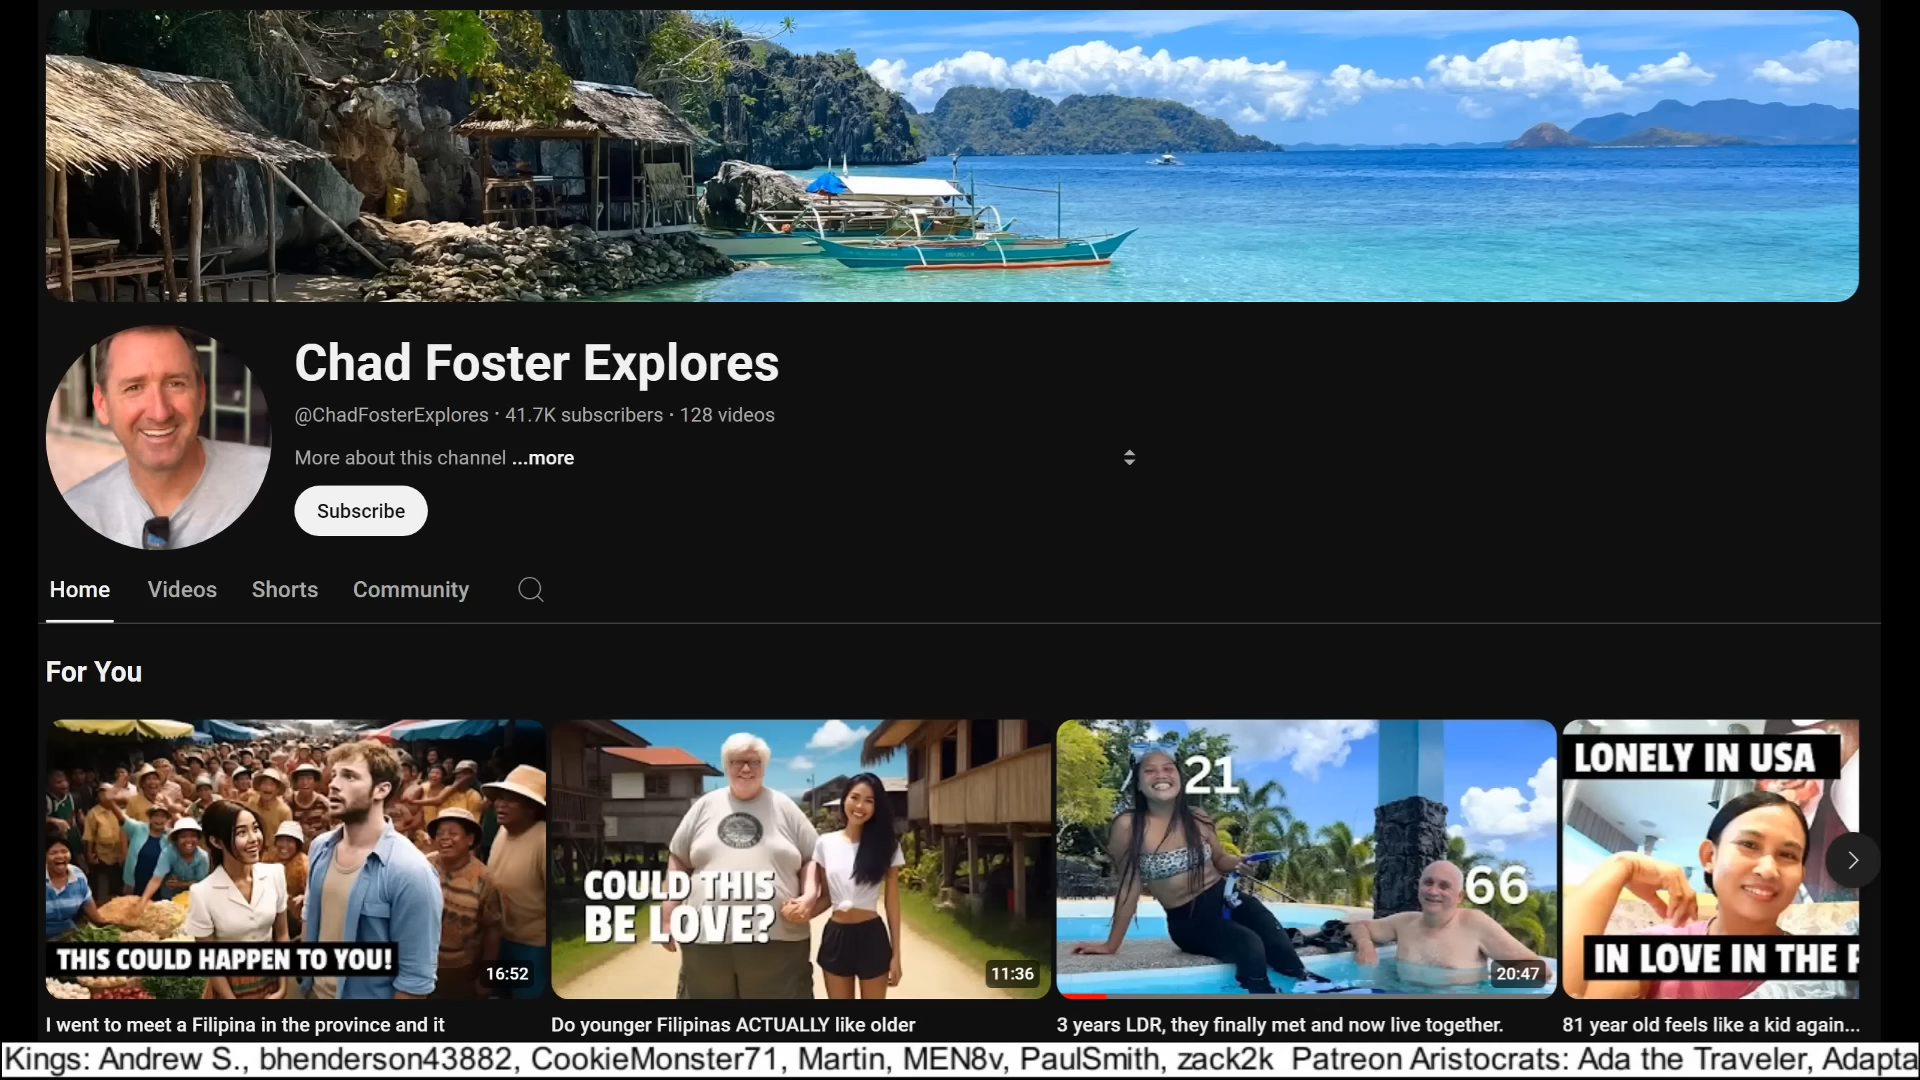 Chad Foster Explores
@ChadFosterExplores · 41.7K subscribers · 128 videos
More about this channel ...more
Subscribe
Home Videos Shorts Community
For You
THIS COULD HAPPEN TO YOU!
16:52
COULD THIS
BE LOVE?
11:36
21
66
20:47
LONELY IN USA
IN LOVE IN THE
I went to meet a Filipina in the province and it
Do younger Filipinas ACTUALLY like older
3 years LDR, they finally met and now live together.
81 year old feels like a kid again...
Kings: Andrew S., bhenderson43882, CookieMonster71, Martin, MEN8v, PaulSmith, zack2k Patreon Aristocrats: Ada the Traveler, Adapta